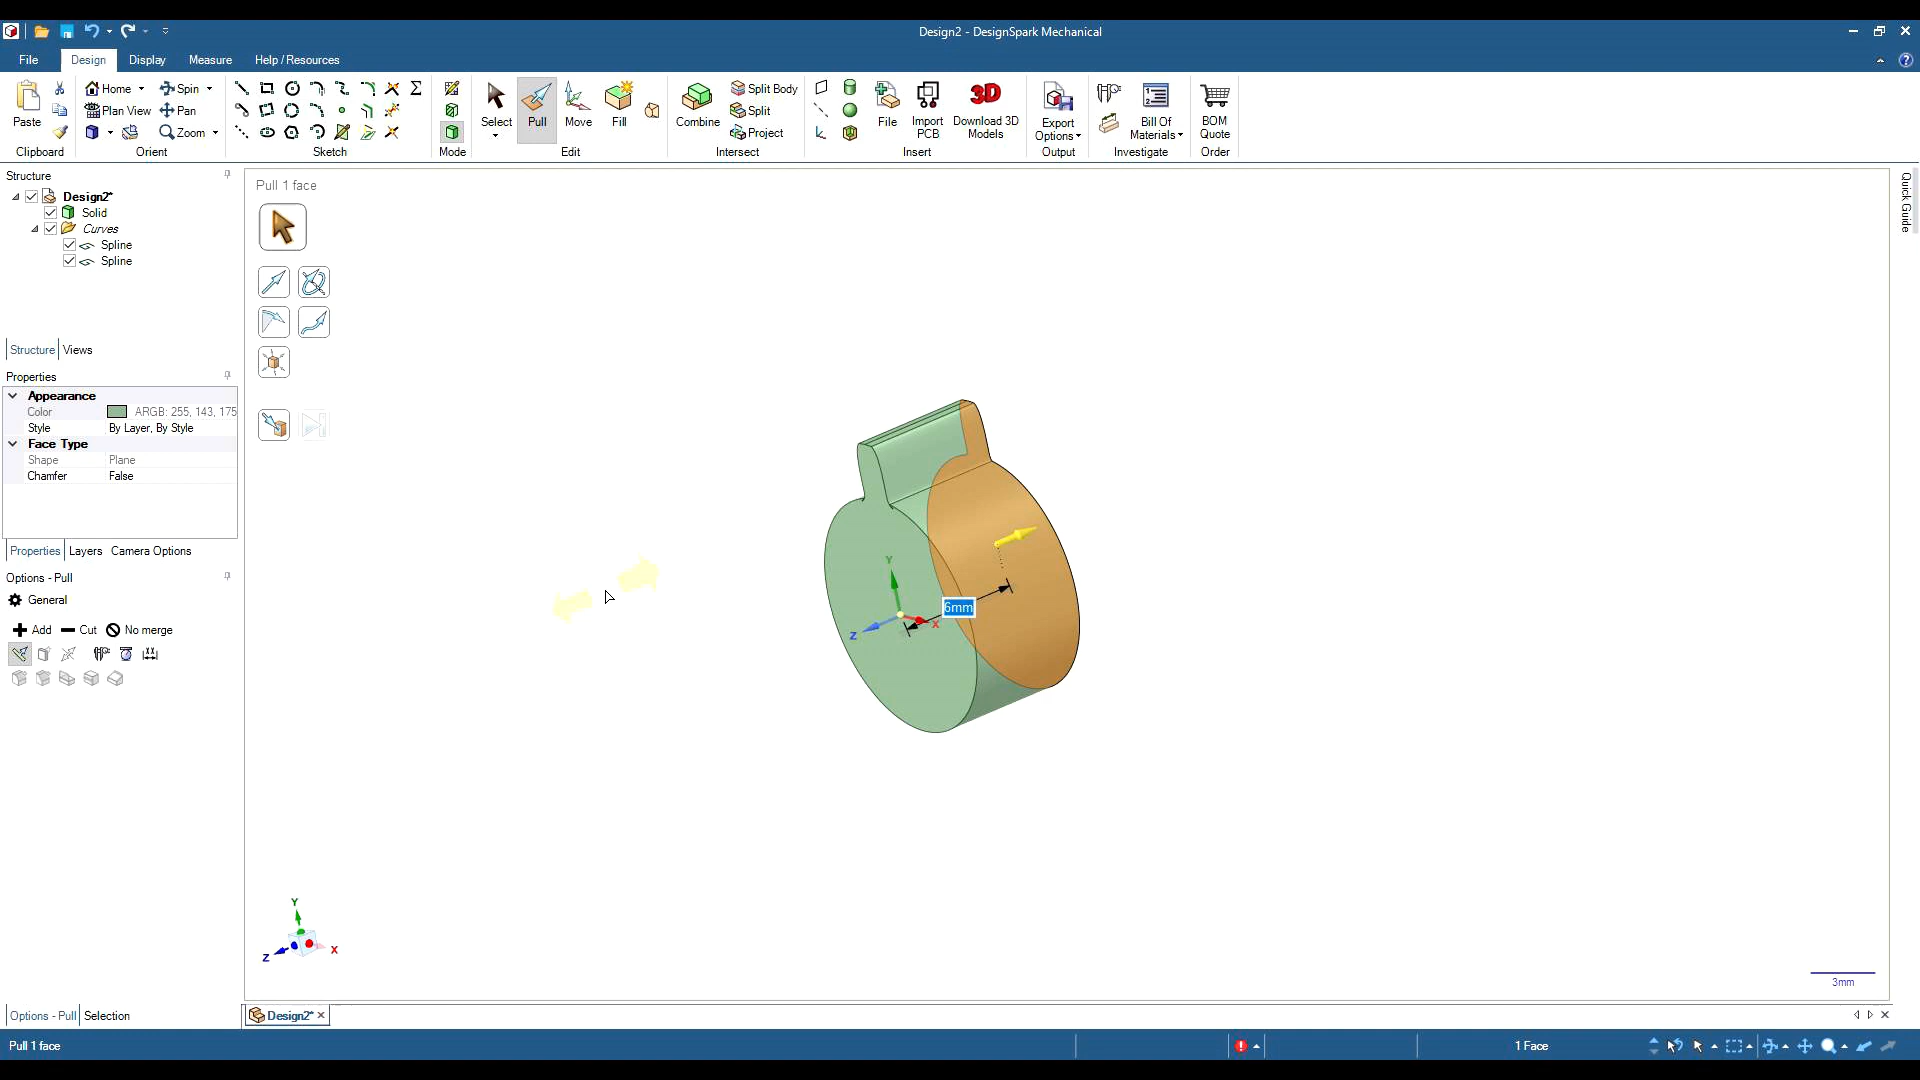 Design2 - DesignSpark Mechanical
File Design Display Measure Help / Resources
Paste
Clipboard
Home Spin
Plan View Pan
Zoom
Orient
Sketch
Mode
Select Pull Move Fill
Edit
Combine
Split Body
Split
Project
Intersect
File Import PCB 3D Download 3D Models
Insert
Export Options
Output
Bill Of Materials
Investigate
BOM Quote
Order
Structure
Design2*
Solid
Curves
Spline
Spline
Structure Views
Properties
Appearance
Color ARGB: 255, 143, 175
Style By Layer, By Style
Face Type
Shape Plane
Chamfer False
Properties Layers Camera Options
Options - Pull
General
Add Cut No merge
Options - Pull Selection
Pull 1 face
Y
Z
X
6mm
Y
Z
X
3mm
Quick Guide
Design2*
Pull 1 face
1 Face